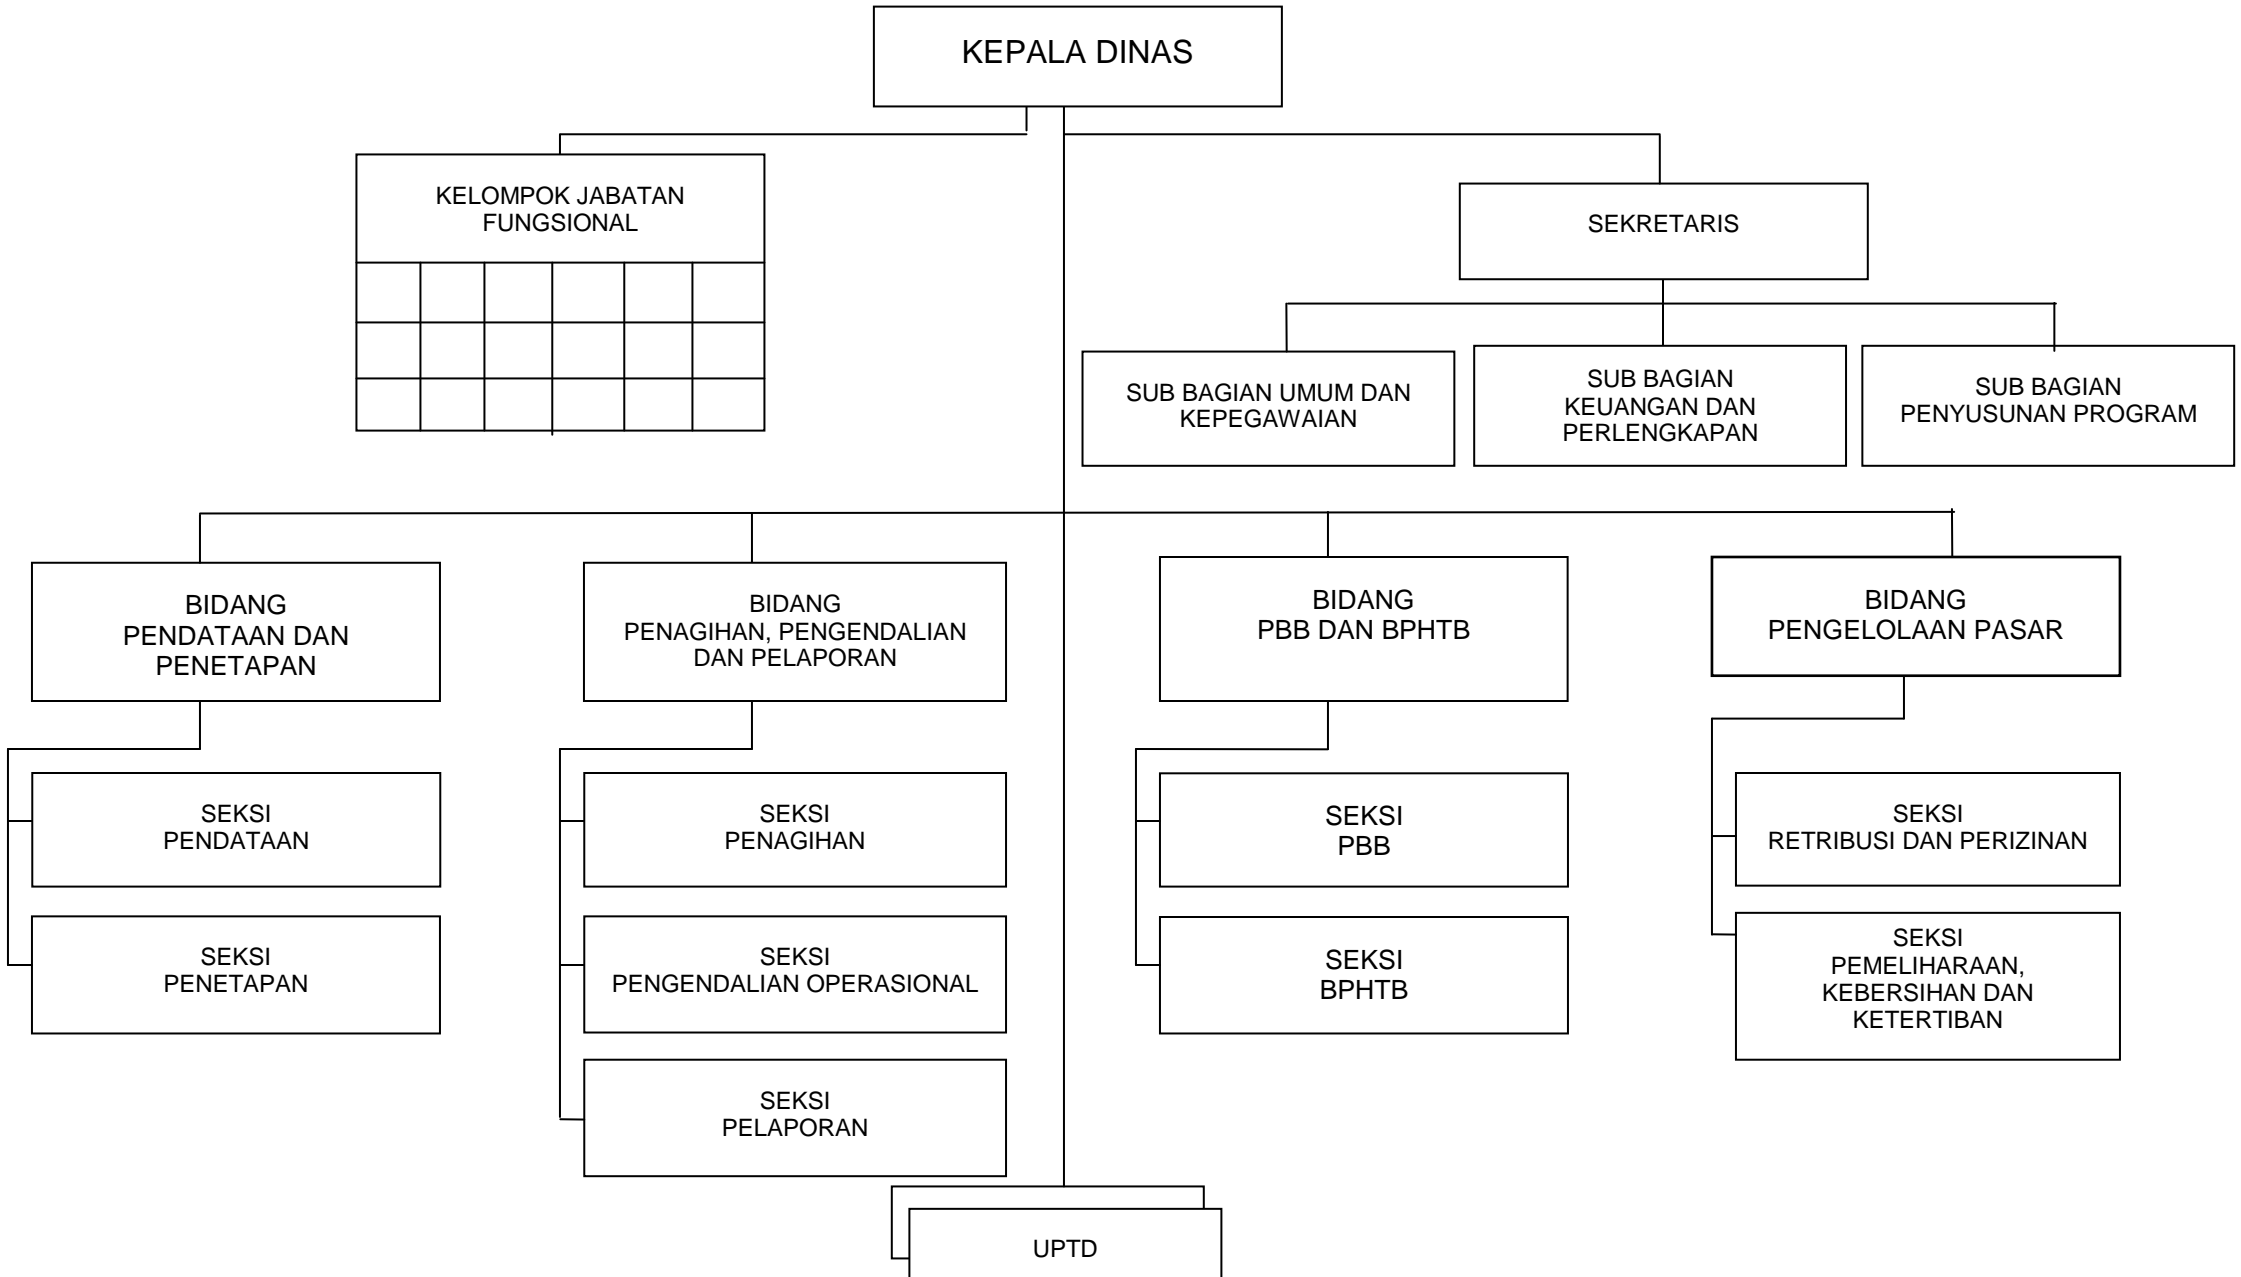 KEPALA DINAS
KELOMPOK JABATAN
FUNGSIONAL
SEKRETARIS
SUB BAGIAN UMUM DAN
KEPEGAWAIAN
SUB BAGIAN
KEUANGAN DAN
PERLENGKAPAN
SUB BAGIAN
PENYUSUNAN PROGRAM
BIDANG
PENDATAAN DAN
PENETAPAN
BIDANG
PENAGIHAN, PENGENDALIAN
DAN PELAPORAN
BIDANG
PBB DAN BPHTB
BIDANG
PENGELOLAAN PASAR
SEKSI
PENDATAAN
SEKSI
PENAGIHAN
SEKSI
PBB
SEKSI
RETRIBUSI DAN PERIZINAN
SEKSI
PENETAPAN
SEKSI
PENGENDALIAN OPERASIONAL
SEKSI
BPHTB
SEKSI
PEMELIHARAAN,
KEBERSIHAN DAN
KETERTIBAN
SEKSI
PELAPORAN
UPTD